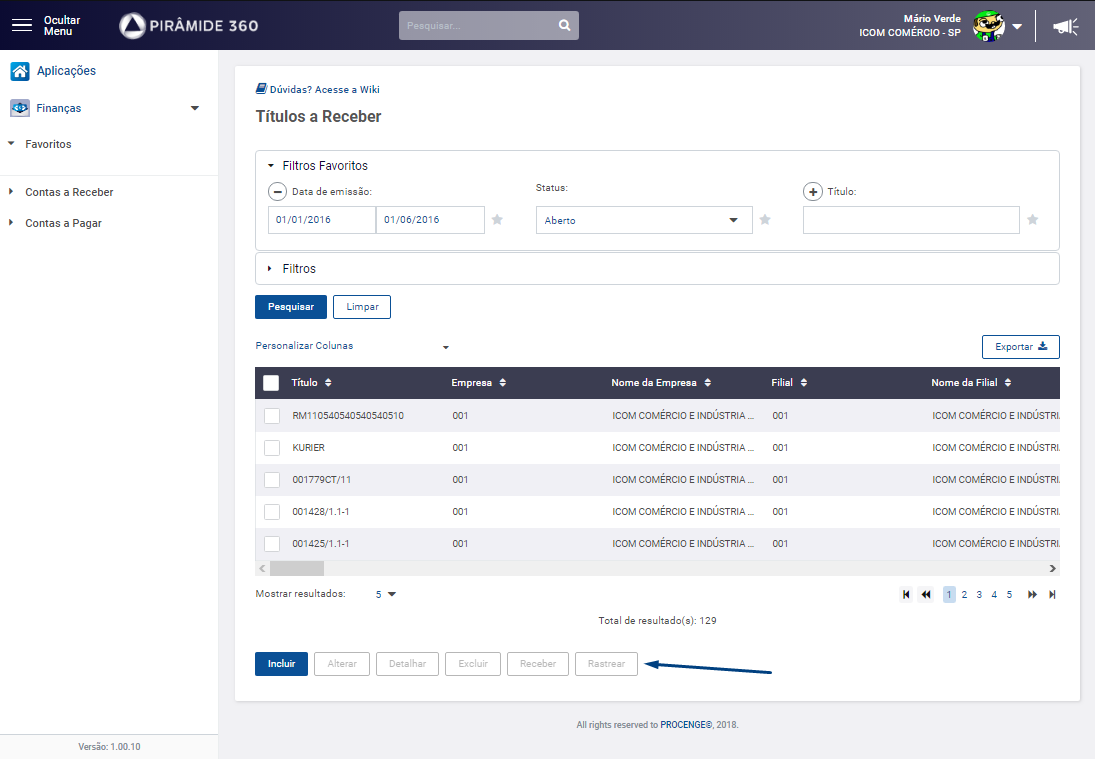 Ocultar
Menu
PIRÂMIDE 360
Pesquisar...
Mário Verde
ICOM COMÉRCIO - SP
Aplicações
Finanças
Favoritos
Contas a Receber
Contas a Pagar
Dúvidas? Acesse a Wiki
Títulos a Receber
Filtros Favoritos
Data de emissão: Status: Título:
01/01/2016 01/06/2016 Aberto
Filtros
Pesquisar Limpar
Personalizar Colunas Exportar
Título Empresa Nome da Empresa Filial Nome da Filial
RM110540540540540510 001 ICOM COMÉRCIO E INDÚSTRIA ... 001 ICOM COMÉRCIO E INDÚSTRI
KURIER 001 ICOM COMÉRCIO E INDÚSTRIA ... 001 ICOM COMÉRCIO E INDÚSTRI
001779CT/11 001 ICOM COMÉRCIO E INDÚSTRIA ... 001 ICOM COMÉRCIO E INDÚSTRI
001428/1.1-1 001 ICOM COMÉRCIO E INDÚSTRIA ... 001 ICOM COMÉRCIO E INDÚSTRI
001425/1.1-1 001 ICOM COMÉRCIO E INDÚSTRIA ... 001 ICOM COMÉRCIO E INDÚSTRI
Mostrar resultados: 5 1 2 3 4 5
Total de resultado(s): 129
Incluir Alterar Detalhar Excluir Receber Rastrear
All rights reserved to PROCENGE®, 2018.
Versão: 1.00.10